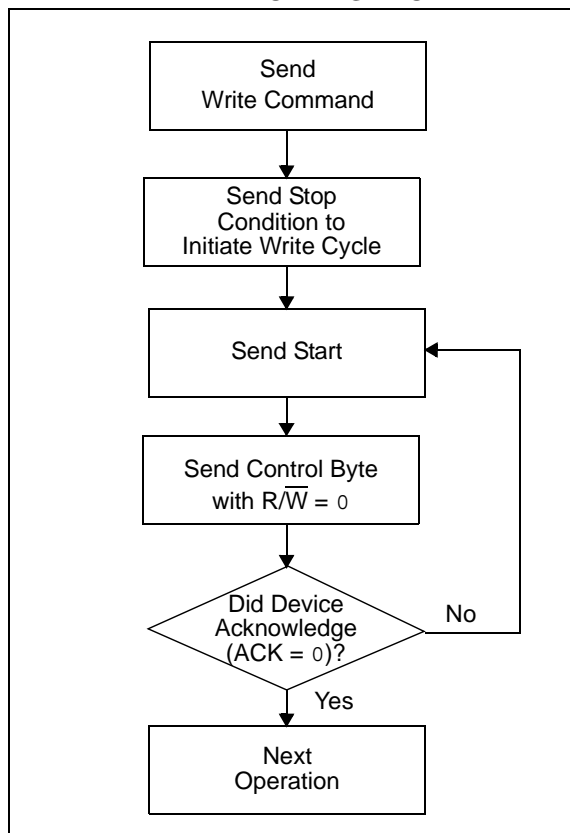 Send
Write Command
Send Stop
Condition to
Initiate Write Cycle
Send Start
Send Control Byte
with R/W̅ = 0
Did Device
Acknowledge
(ACK = 0)?
No
Yes
Next
Operation